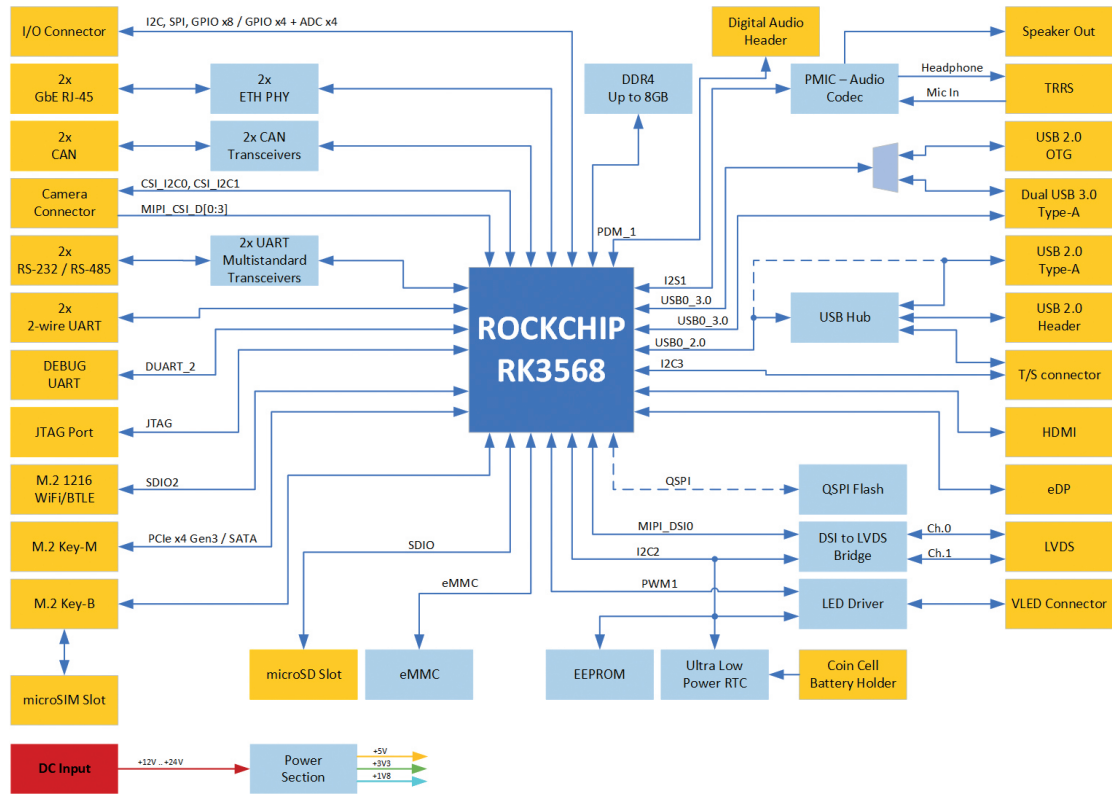 I/O Connector
I2C, SPI, GPIO x8 / GPIO x4 + ADC x4
Digital Audio
Header
Speaker Out
2x
GbE RJ-45
2x
ETH PHY
DDR4
Up to 8GB
PMIC – Audio
Codec
Headphone
Mic In
TRRS
2x
CAN
2x CAN
Transceivers
USB 2.0
OTG
Camera
Connector
CSI_I2C0, CSI_I2C1
MIPI_CSI_D[0:3]
Dual USB 3.0
Type-A
PDM_1
2x
RS-232 / RS-485
2x UART
Multistandard
Transceivers
USB 2.0
Type-A
2x
2-wire UART
ROCKCHIP
RK3568
I2S1
USB0_3.0
USB0_3.0
USB0_2.0
I2C3
USB Hub
USB 2.0
Header
DEBUG
UART
DUART_2
T/S connector
JTAG Port
JTAG
HDMI
M.2 1216
WiFi/BTLE
SDIO2
QSPI
QSPI Flash
eDP
M.2 Key-M
PCIe x4 Gen3 / SATA
SDIO
MIPI_DSI0
I2C2
DSI to LVDS
Bridge
Ch.0
Ch.1
LVDS
M.2 Key-B
eMMC
PWM1
LED Driver
VLED Connector
microSIM Slot
microSD Slot
eMMC
EEPROM
Ultra Low
Power RTC
Coin Cell
Battery Holder
DC Input
+12V .. +24V
Power
Section
+5V
+3V3
+1V8